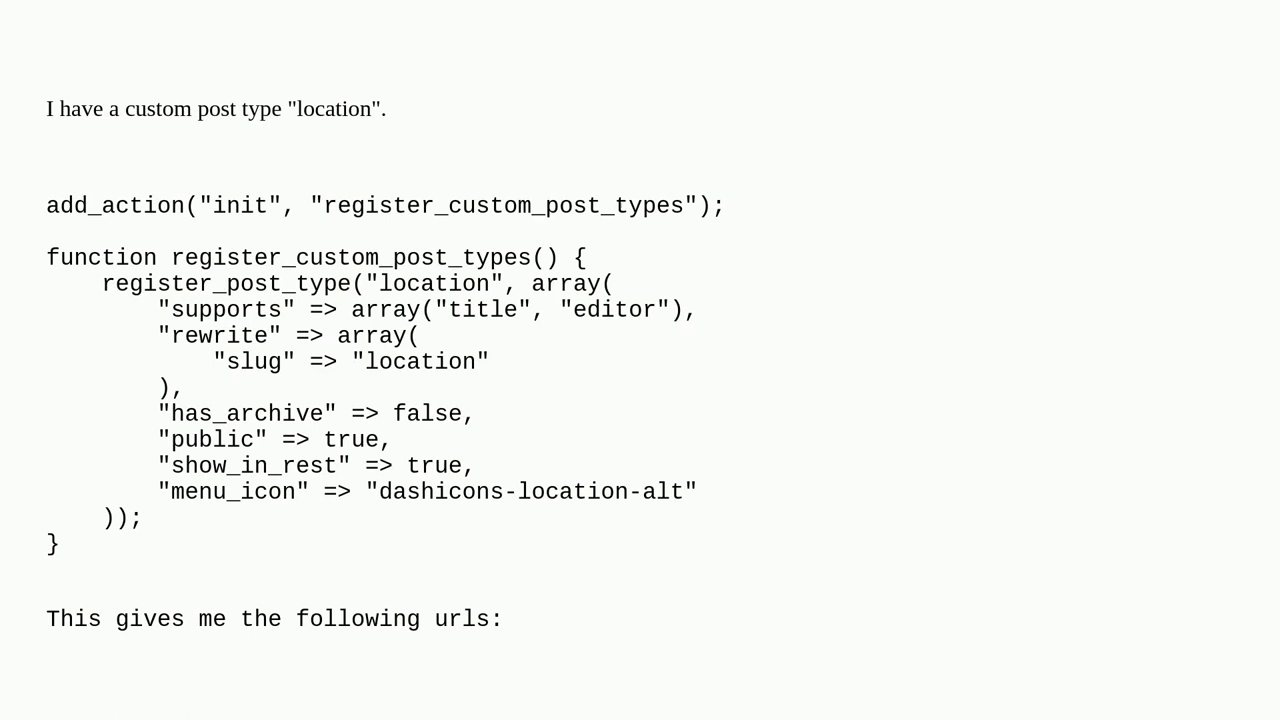 I have a custom post type "location".
add_action("init", "register_custom_post_types");
function register_custom_post_types() {
    register_post_type("location", array(
        "supports" => array("title", "editor"),
        "rewrite" => array(
            "slug" => "location"
        ),
        "has_archive" => false,
        "public" => true,
        "show_in_rest" => true,
        "menu_icon" => "dashicons-location-alt"
    ));
}
This gives me the following urls: